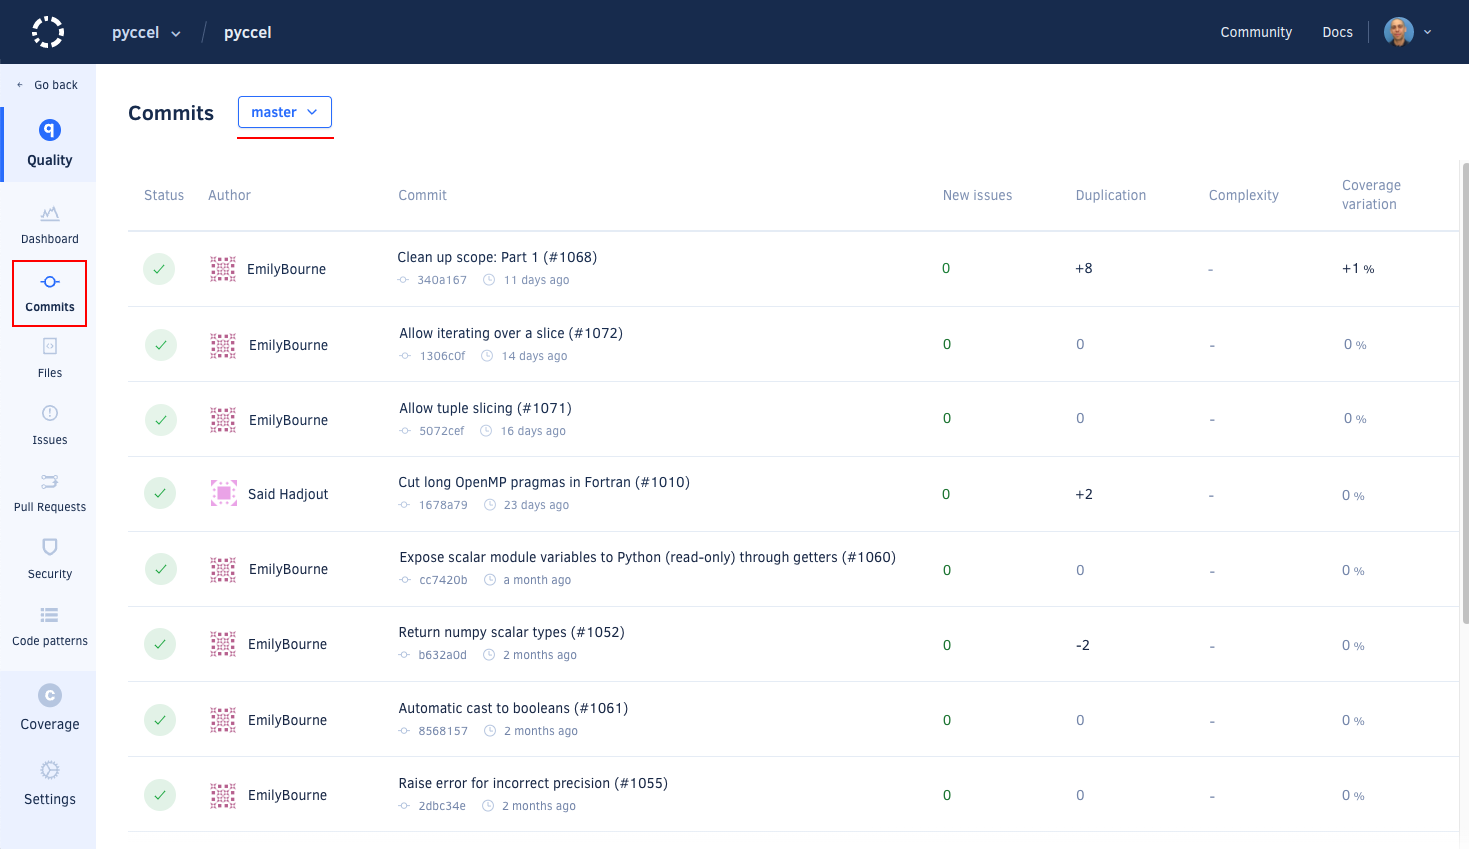 pyccel / pyccel
Community Docs
Go back
Quality
Dashboard
Commits
Files
Issues
Pull Requests
Security
Code patterns
C
Coverage
Settings
Commits master
Status Author Commit New issues Duplication Complexity Coverage variation
EmilyBourne Clean up scope: Part 1 (#1068) 0 +8 - +1 %
340a167 11 days ago
EmilyBourne Allow iterating over a slice (#1072) 0 0 - 0 %
1306c0f 14 days ago
EmilyBourne Allow tuple slicing (#1071) 0 0 - 0 %
5072cef 16 days ago
Said Hadjout Cut long OpenMP pragmas in Fortran (#1010) 0 +2 - 0 %
1678a79 23 days ago
EmilyBourne Expose scalar module variables to Python (read-only) through getters (#1060) 0 0 - 0 %
cc7420b a month ago
EmilyBourne Return numpy scalar types (#1052) 0 -2 - 0 %
b632a0d 2 months ago
EmilyBourne Automatic cast to booleans (#1061) 0 0 - 0 %
8568157 2 months ago
EmilyBourne Raise error for incorrect precision (#1055) 0 0 - 0 %
2dbc34e 2 months ago